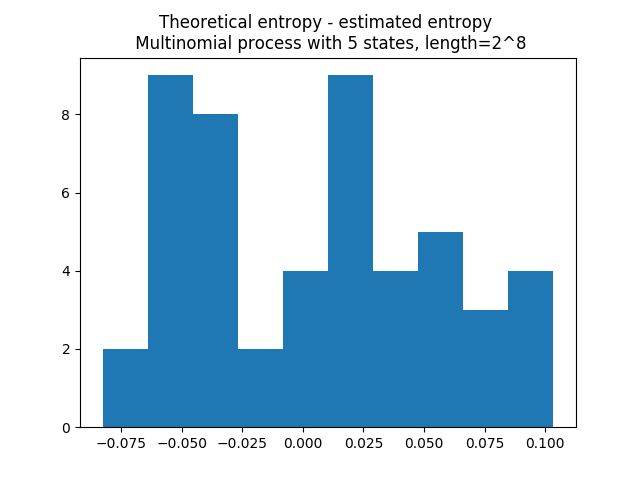 Theoretical entropy - estimated entropy
Multinomial process with 5 states, length=2^8
8
6
4
2
0
−0.075 −0.050 −0.025 0.000 0.025 0.050 0.075 0.100